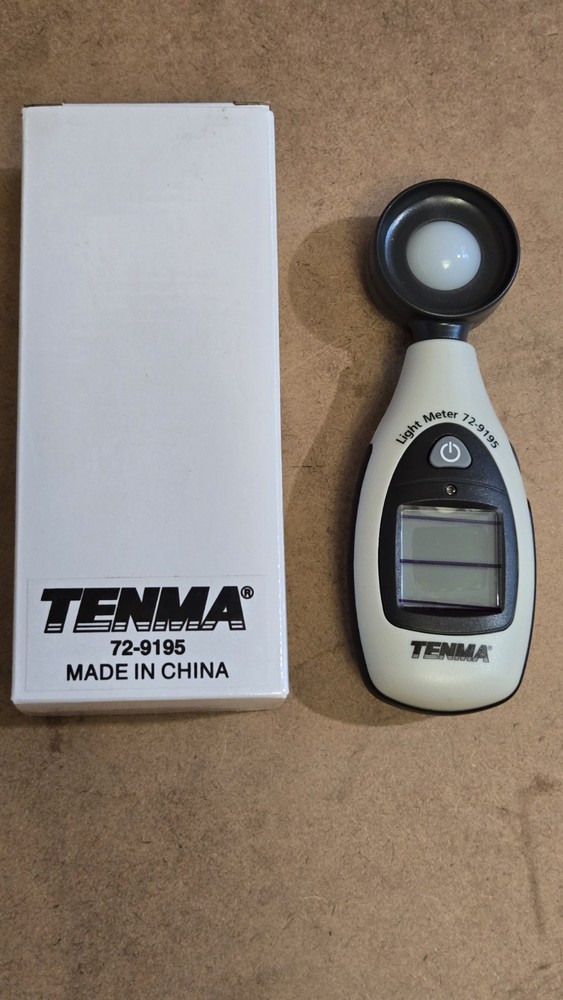 TENMA®
72-9195
MADE IN CHINA
Light Meter 72-9195
TENMA®